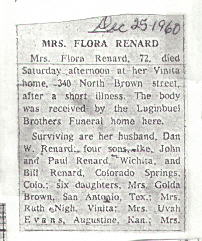 Dec 25 1960
MRS. FLORA RENARD
Mrs. Flora Renard, 72, died
Saturday afternoon at her Vinita
home, 340 North Brown street,
after a short illness. The body
was received by the Luginbuel
Brothers Funeral home here.
Surviving are her husband, Dan
W. Renard; four sons, Ike, John
and Paul Renard, Wichita, and
Bill Renard, Colorado Springs,
Colo.; six daughters, Mrs. Golda
Brown, San Antonio, Tex.; Mrs.
Ruth Nigh, Vinita; Mrs. Uvah
Evans, Augustine, Kan.; Mrs.